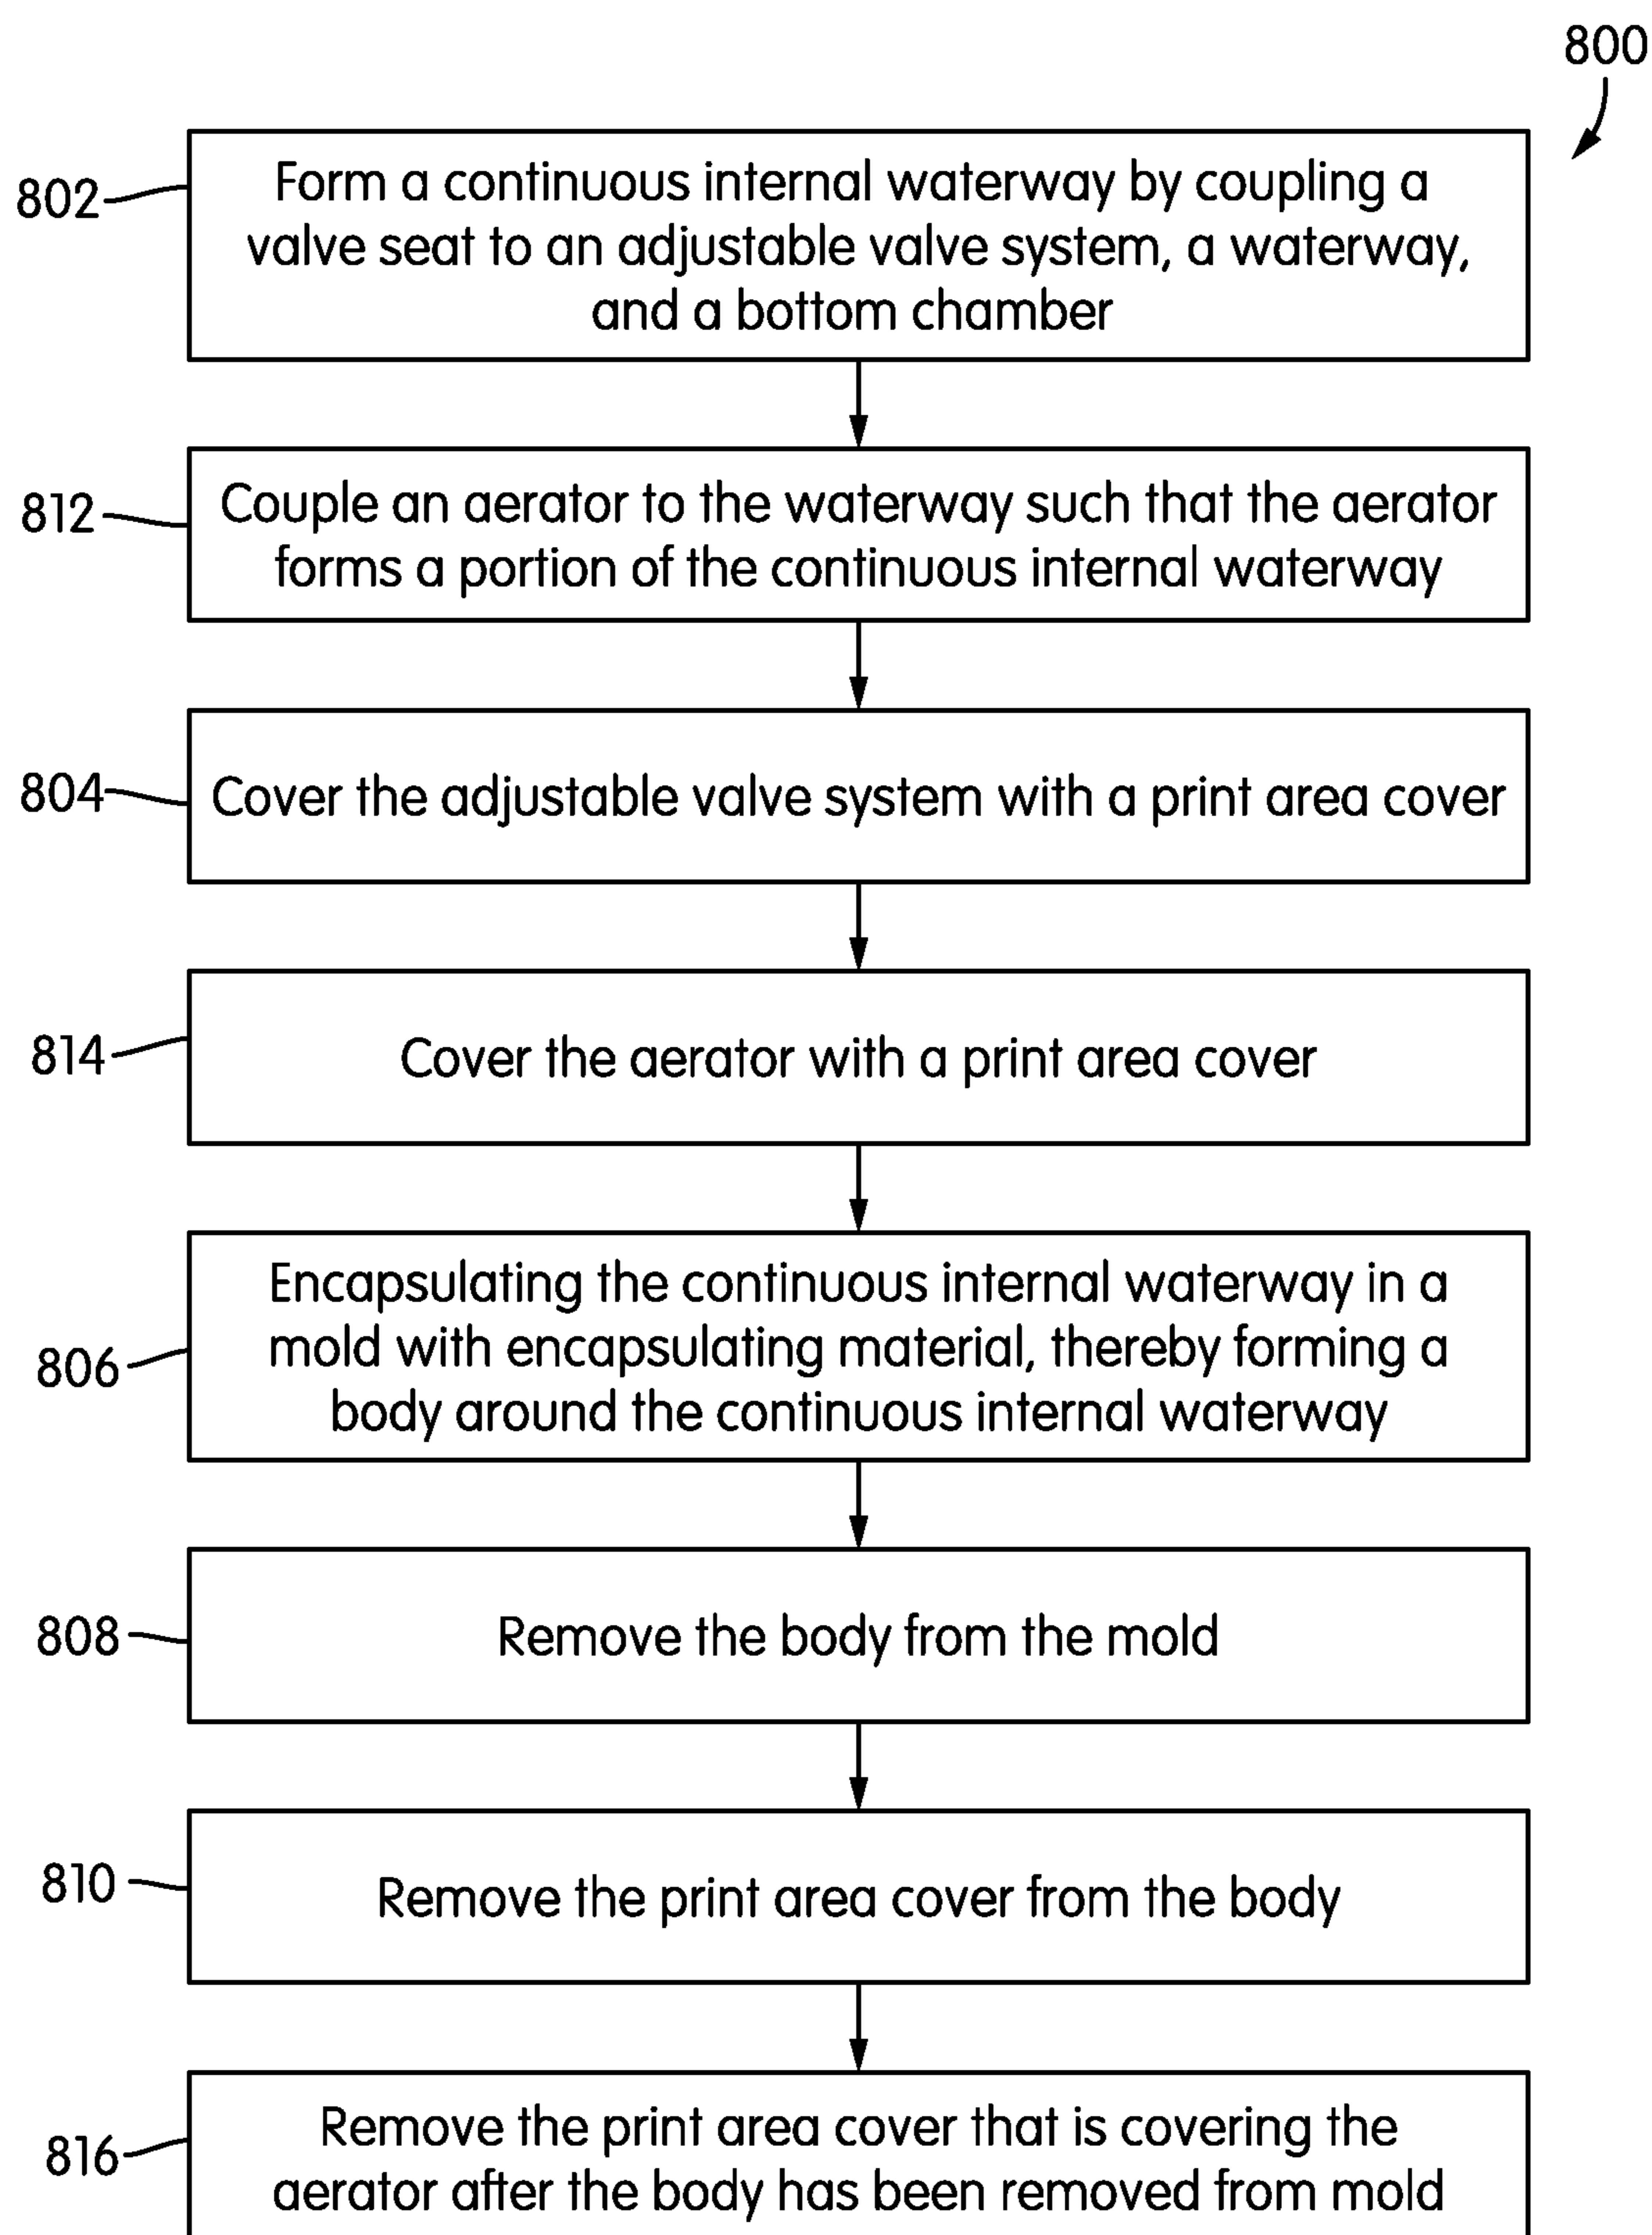 800
802
Form a continuous internal waterway by coupling a
valve seat to an adjustable valve system, a waterway,
and a bottom chamber
812
Couple an aerator to the waterway such that the aerator
forms a portion of the continuous internal waterway
804
Cover the adjustable valve system with a print area cover
814
Cover the aerator with a print area cover
806
Encapsulating the continuous internal waterway in a
mold with encapsulating material, thereby forming a
body around the continuous internal waterway
808
Remove the body from the mold
810
Remove the print area cover from the body
816
Remove the print area cover that is covering the
aerator after the body has been removed from mold